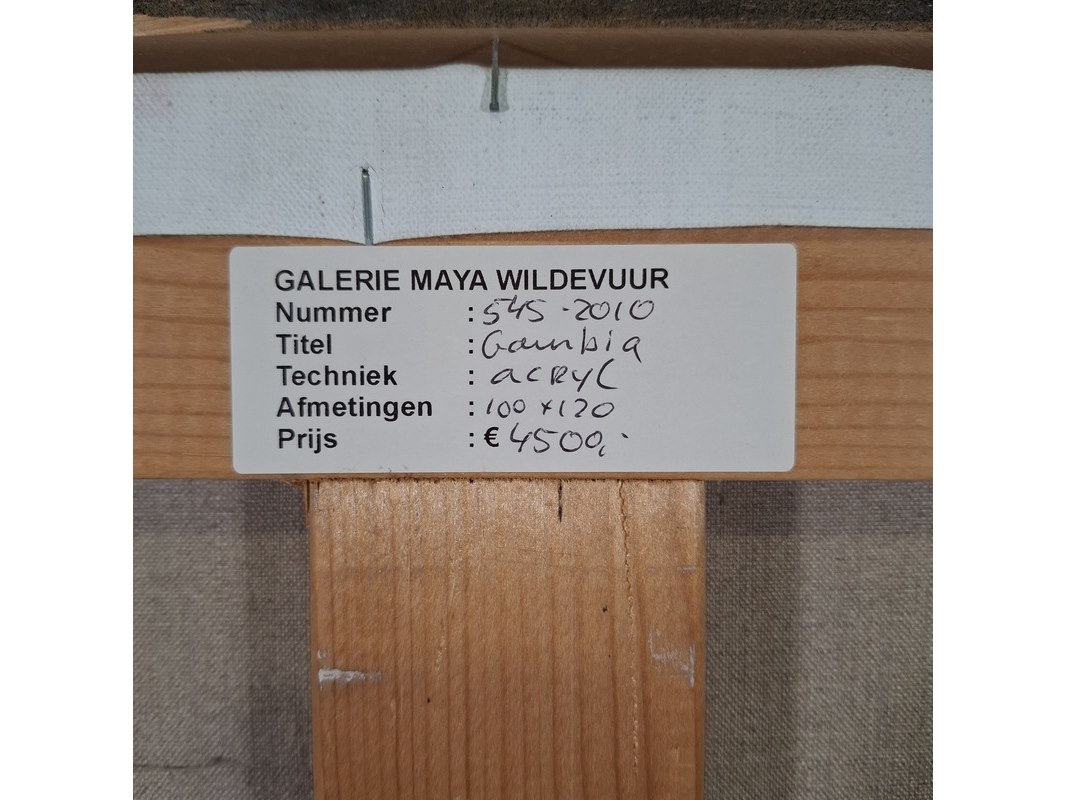 GALERIE MAYA WILDEVUUR
Nummer : 545-2010
Titel : Gambia
Techniek : acryl
Afmetingen : 100 x 120
Prijs : € 4500,-